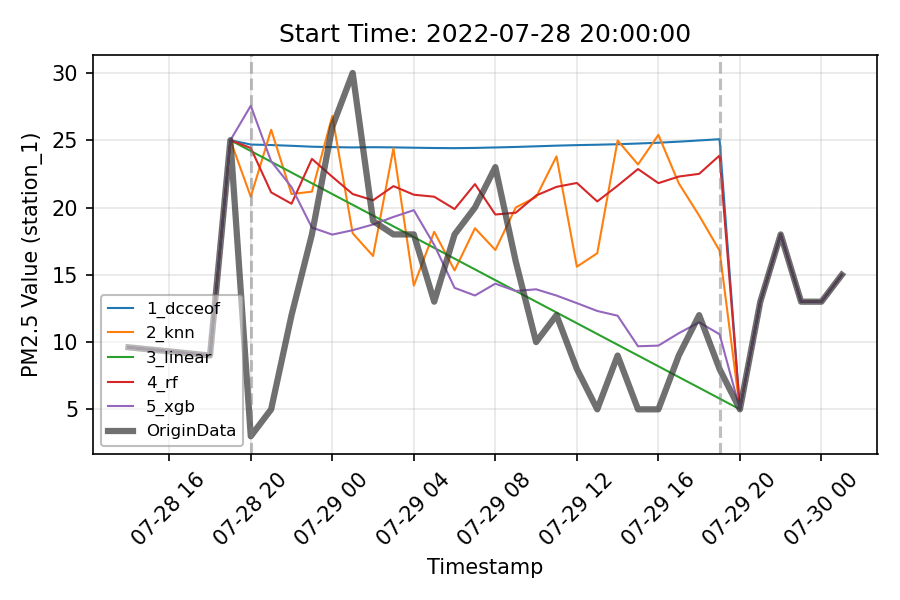 Start Time: 2022-07-28 20:00:00
PM2.5 Value (station_1)
30
25
20
15
10
5
1_dcceof
2_knn
3_linear
4_rf
5_xgb
OriginData
07-28 16
07-28 20
07-29 00
07-29 04
07-29 08
07-29 12
07-29 16
07-29 20
07-30 00
Timestamp